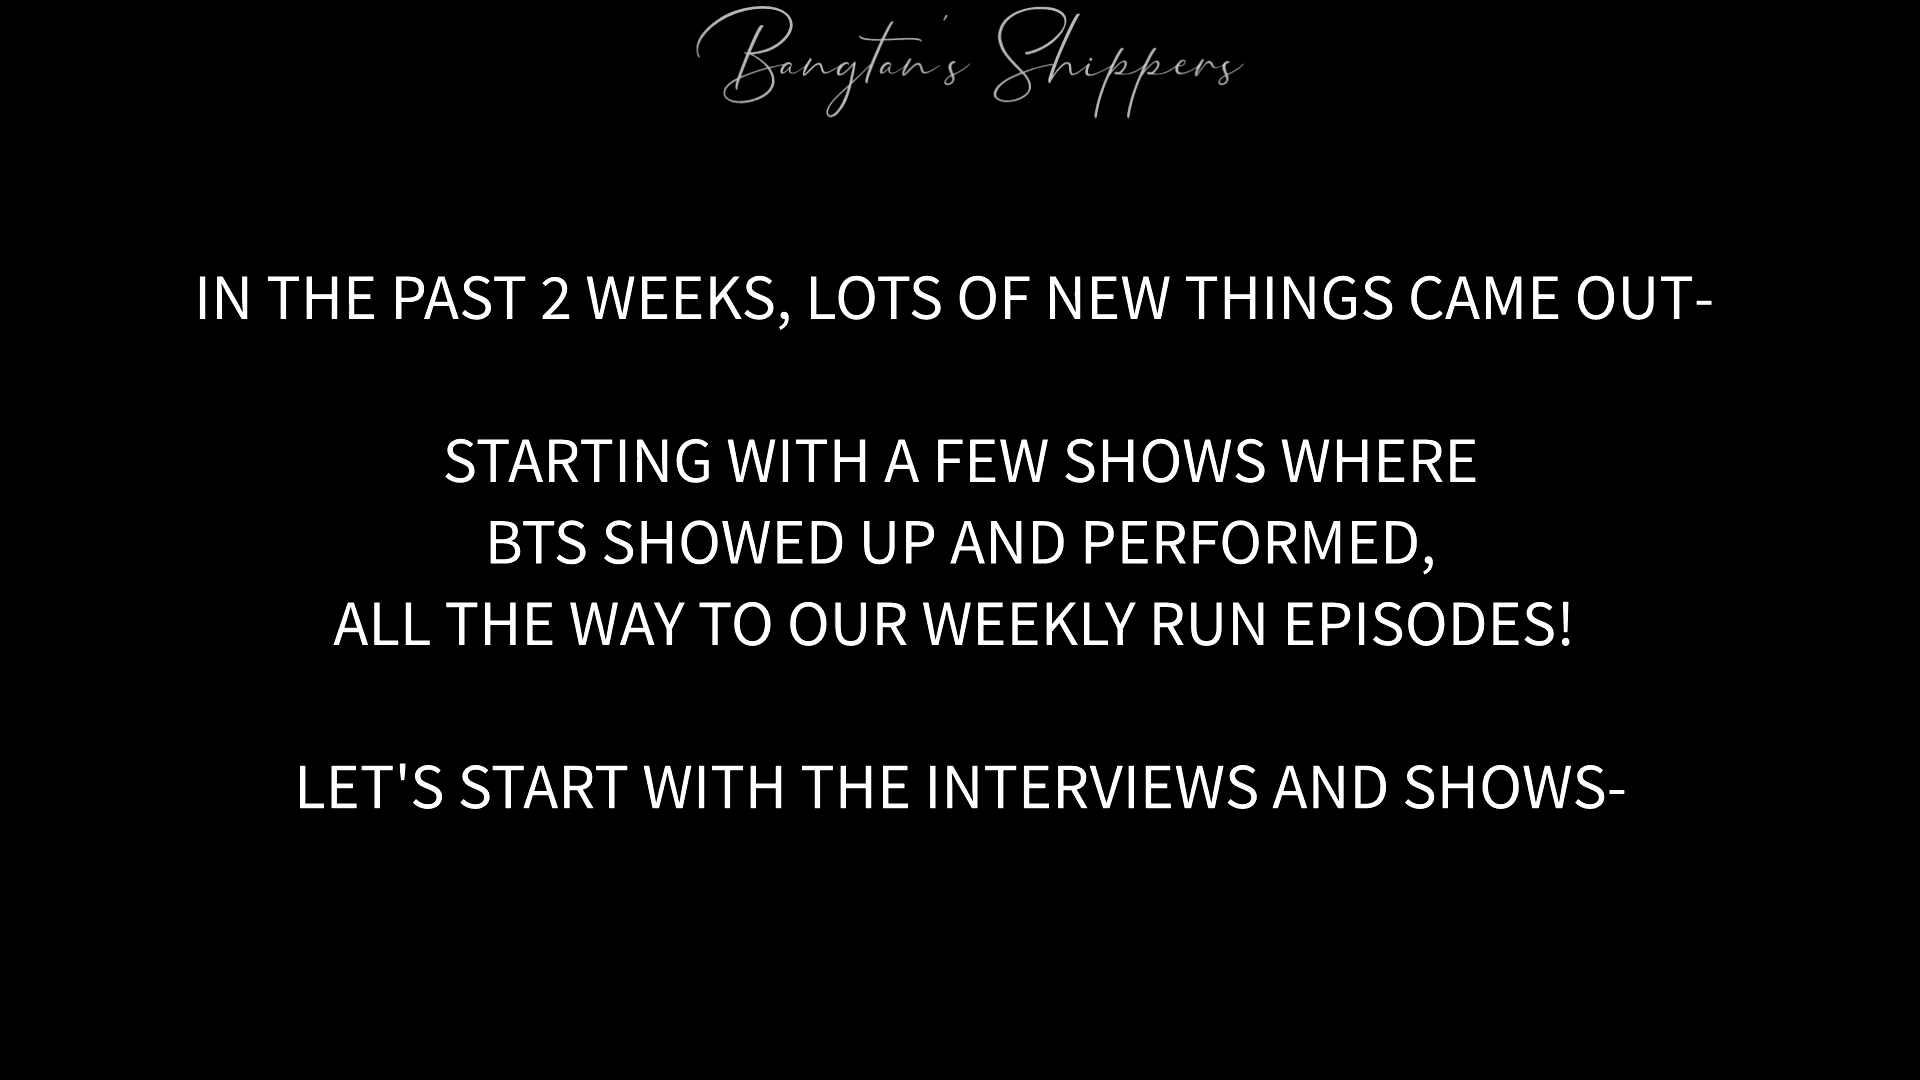 Bangtan's Shippers
IN THE PAST 2 WEEKS, LOTS OF NEW THINGS CAME OUT-
STARTING WITH A FEW SHOWS WHERE
BTS SHOWED UP AND PERFORMED,
ALL THE WAY TO OUR WEEKLY RUN EPISODES!
LET'S START WITH THE INTERVIEWS AND SHOWS-